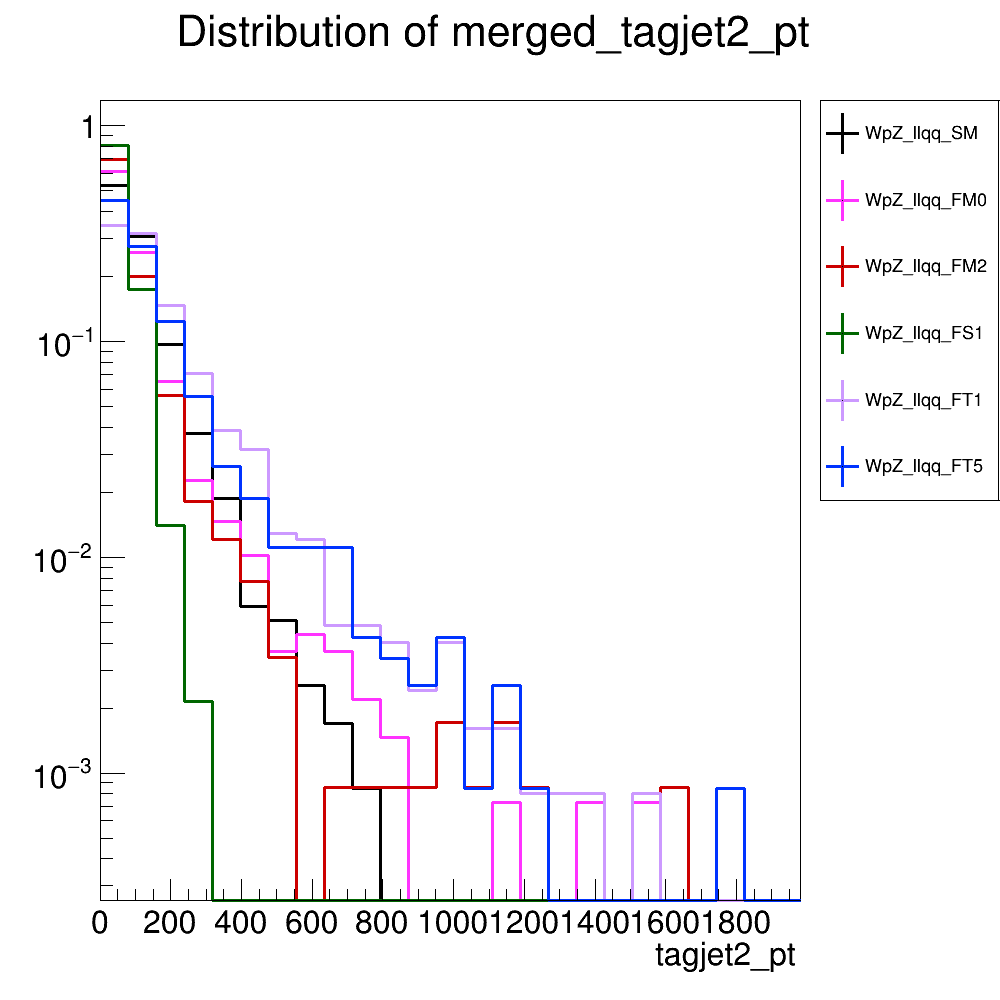 Distribution of merged_tagjet2_pt
1
10−1
10−2
10−3
0 200 400 600 800 1000 1200 1400 1600 1800
tagjet2_pt
WpZ_llqq_SM
WpZ_llqq_FM0
WpZ_llqq_FM2
WpZ_llqq_FS1
WpZ_llqq_FT1
WpZ_llqq_FT5